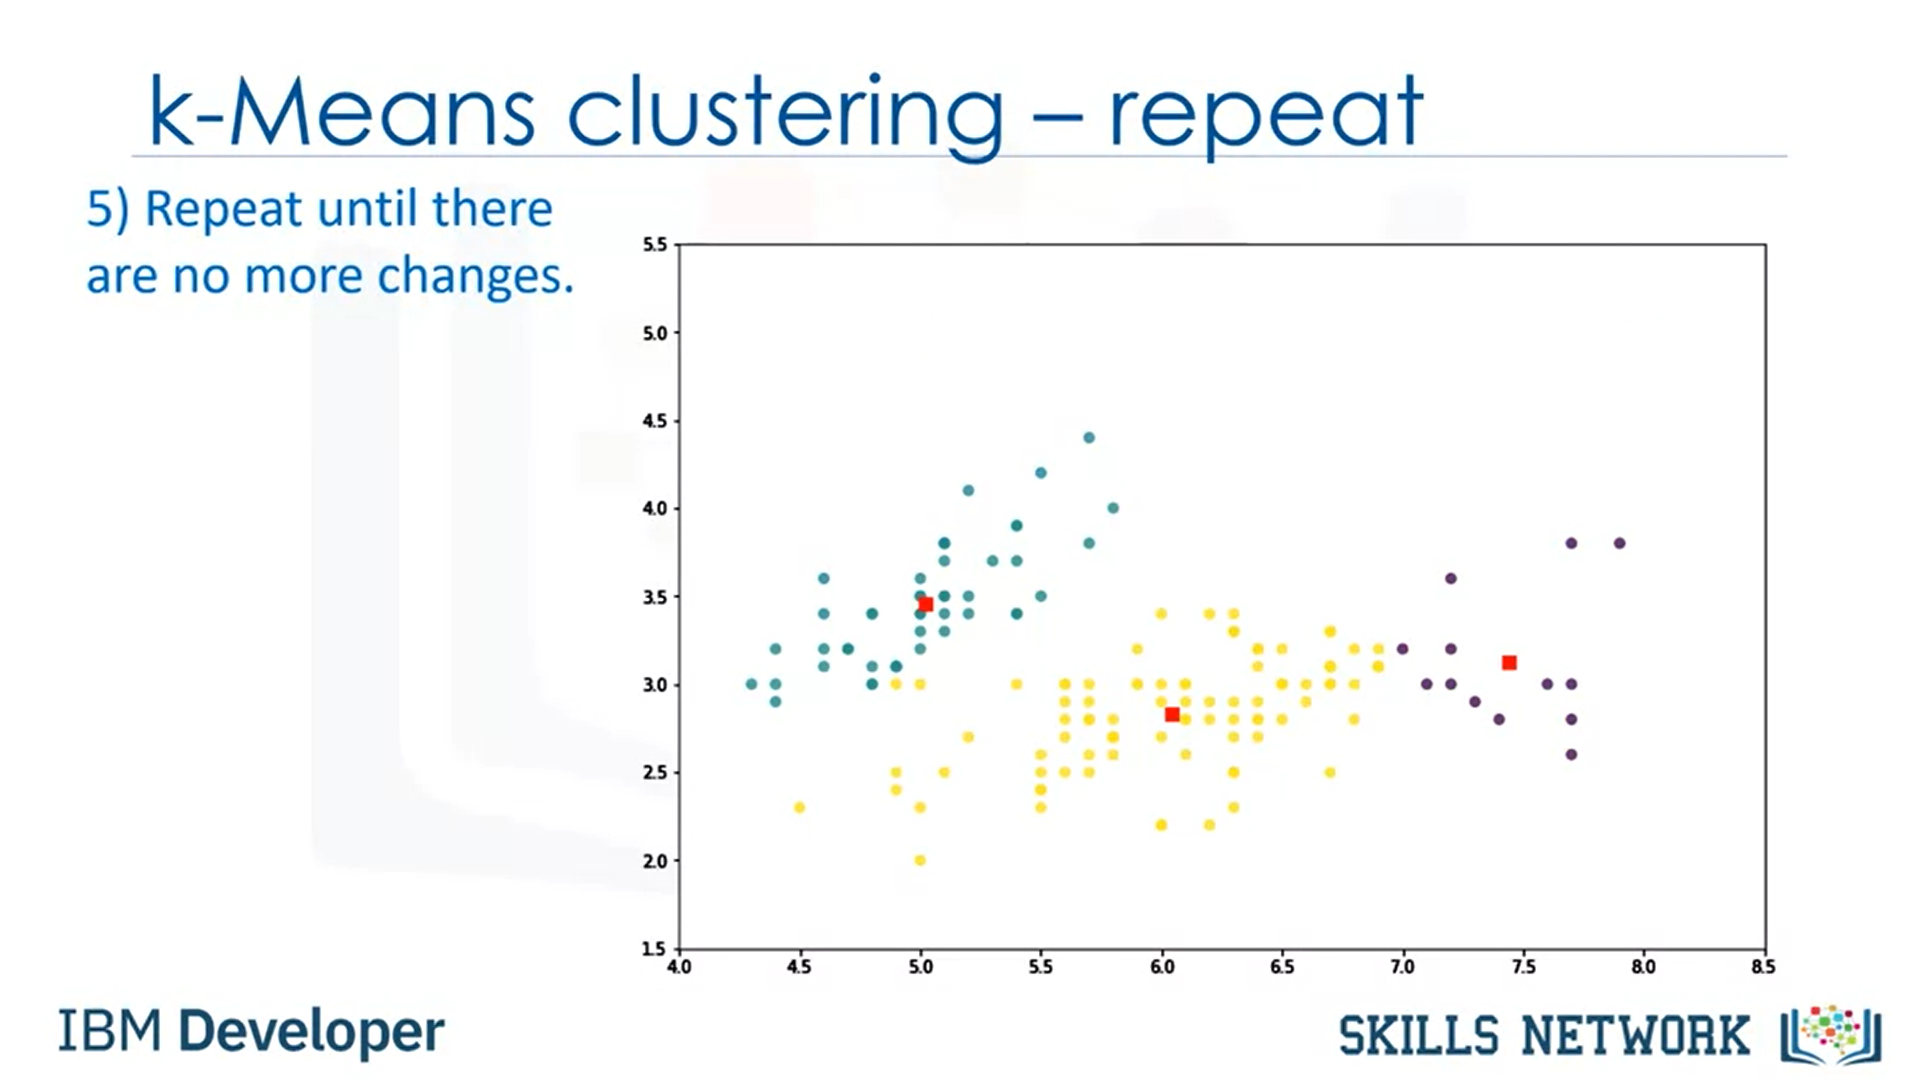 k-Means clustering – repeat
5) Repeat until there
are no more changes.
5.5
5.0
4.5
4.0
3.5
3.0
2.5
2.0
1.5
4.0 4.5 5.0 5.5 6.0 6.5 7.0 7.5 8.0 8.5
IBM Developer
SKILLS NETWORK